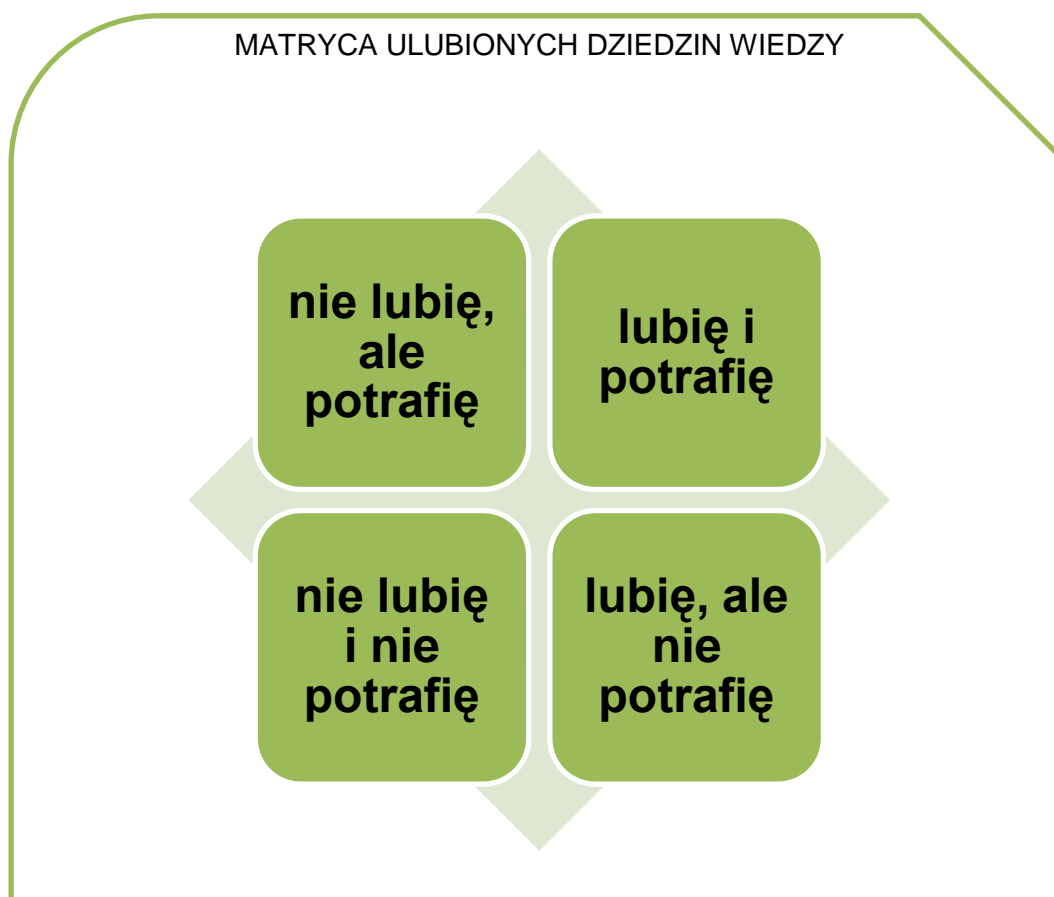 MATRYCA ULUBIONYCH DZIEDZIN WIEDZY
nie lubię,
ale
potrafię
lubię i
potrafię
nie lubię
i nie
potrafię
lubię, ale
nie
potrafię